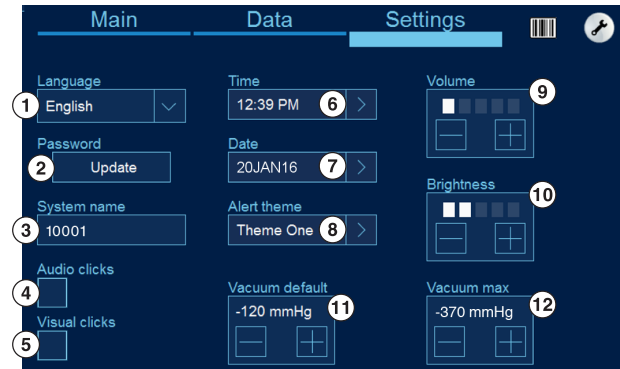 Main Data Settings
Language Time Volume
1 English 12:39 PM 6 9
Password Date
2 Update 20JAN16 7
Brightness
10
System name Alert theme
3 10001 Theme One 8
Audio clicks
4
Vacuum default Vacuum max
-120 mmHg 11 -370 mmHg 12
Visual clicks
5